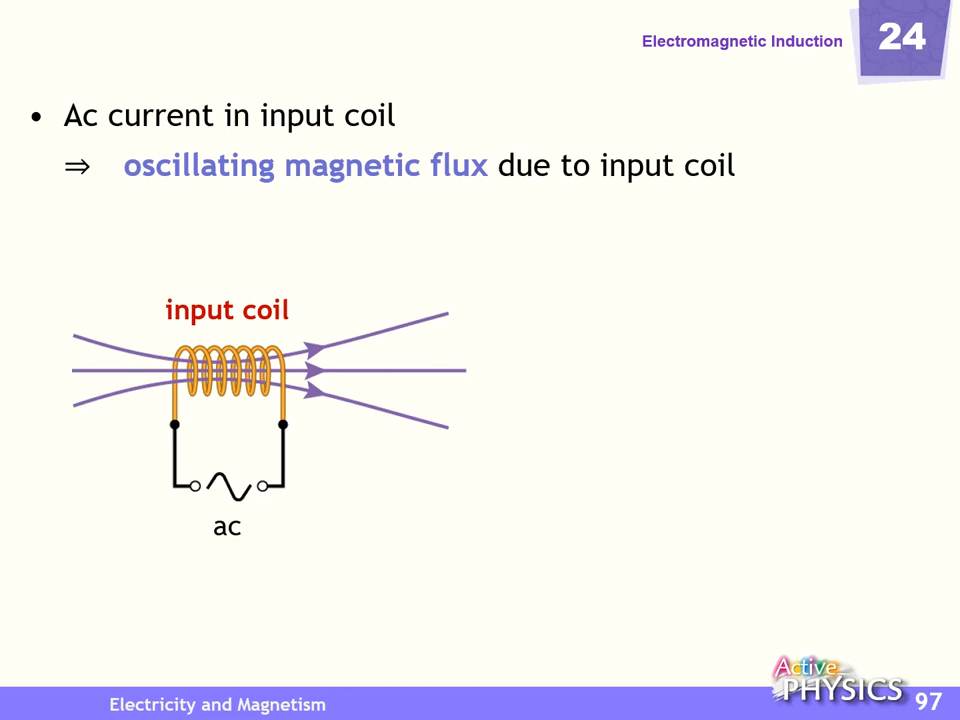 Electromagnetic Induction
24
• Ac current in input coil
⇒ oscillating magnetic flux due to input coil
input coil
ac
Electricity and Magnetism
Active
PHYSICS
97